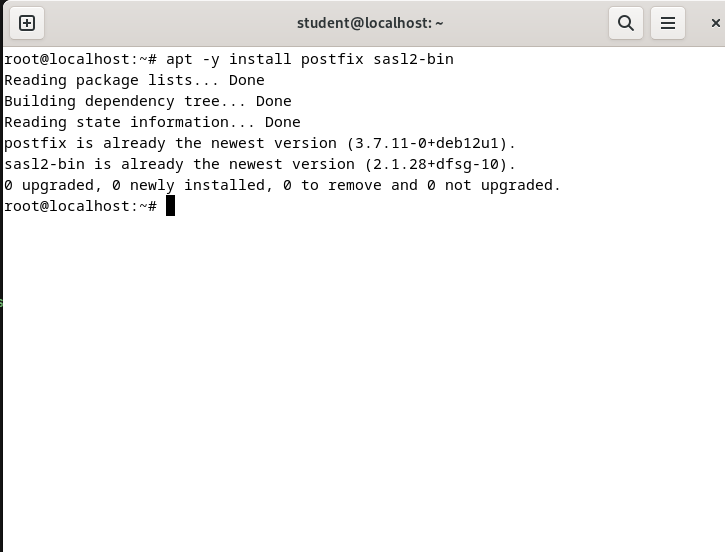 student@localhost: ~
root@localhost:~# apt -y install postfix sasl2-bin
Reading package lists... Done
Building dependency tree... Done
Reading state information... Done
postfix is already the newest version (3.7.11-0+deb12u1).
sasl2-bin is already the newest version (2.1.28+dfsg-10).
0 upgraded, 0 newly installed, 0 to remove and 0 not upgraded.
root@localhost:~#